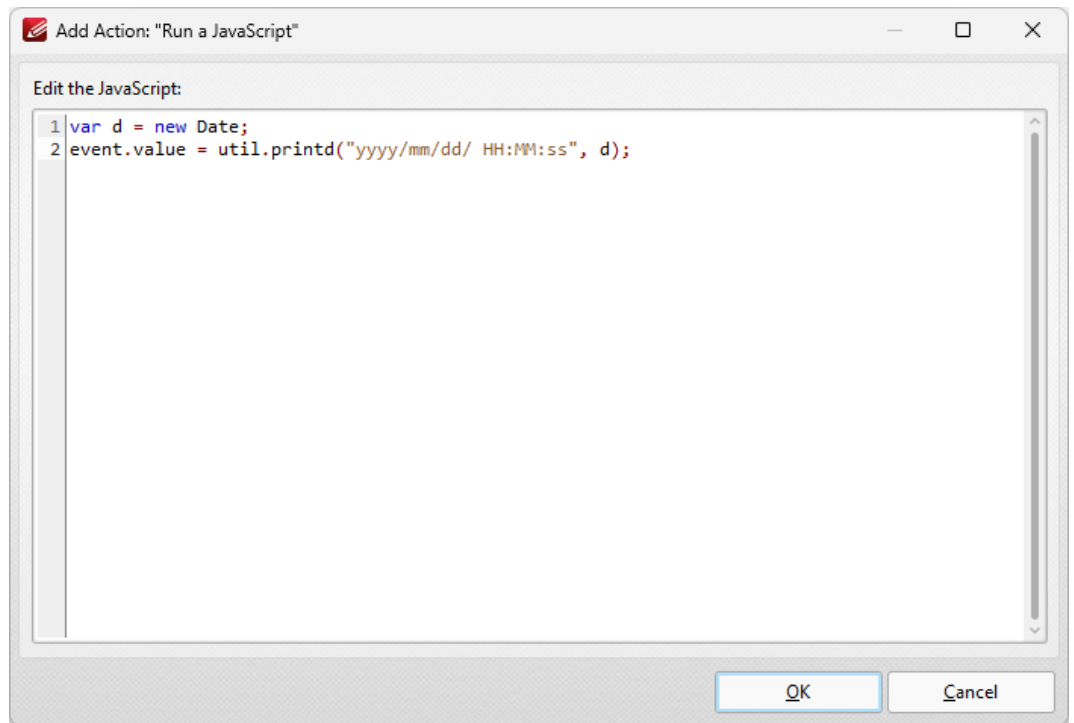 Add Action: "Run a JavaScript"
Edit the JavaScript:
1 var d = new Date;
2 event.value = util.printd("yyyy/mm/dd/ HH:MM:ss", d);
OK Cancel